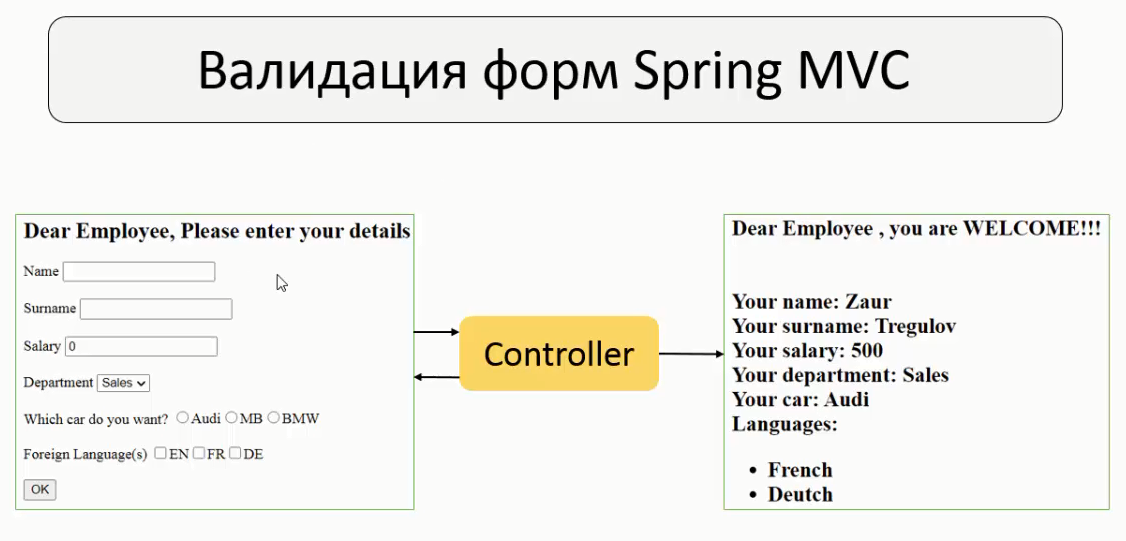 Валидация форм Spring MVC
Dear Employee, Please enter your details
Name
Surname
Salary 0
Department Sales
Which car do you want? Audi MB BMW
Foreign Language(s) EN FR DE
OK
Controller
Dear Employee , you are WELCOME!!!
Your name: Zaur
Your surname: Tregulov
Your salary: 500
Your department: Sales
Your car: Audi
Languages:
• French
• Deutch